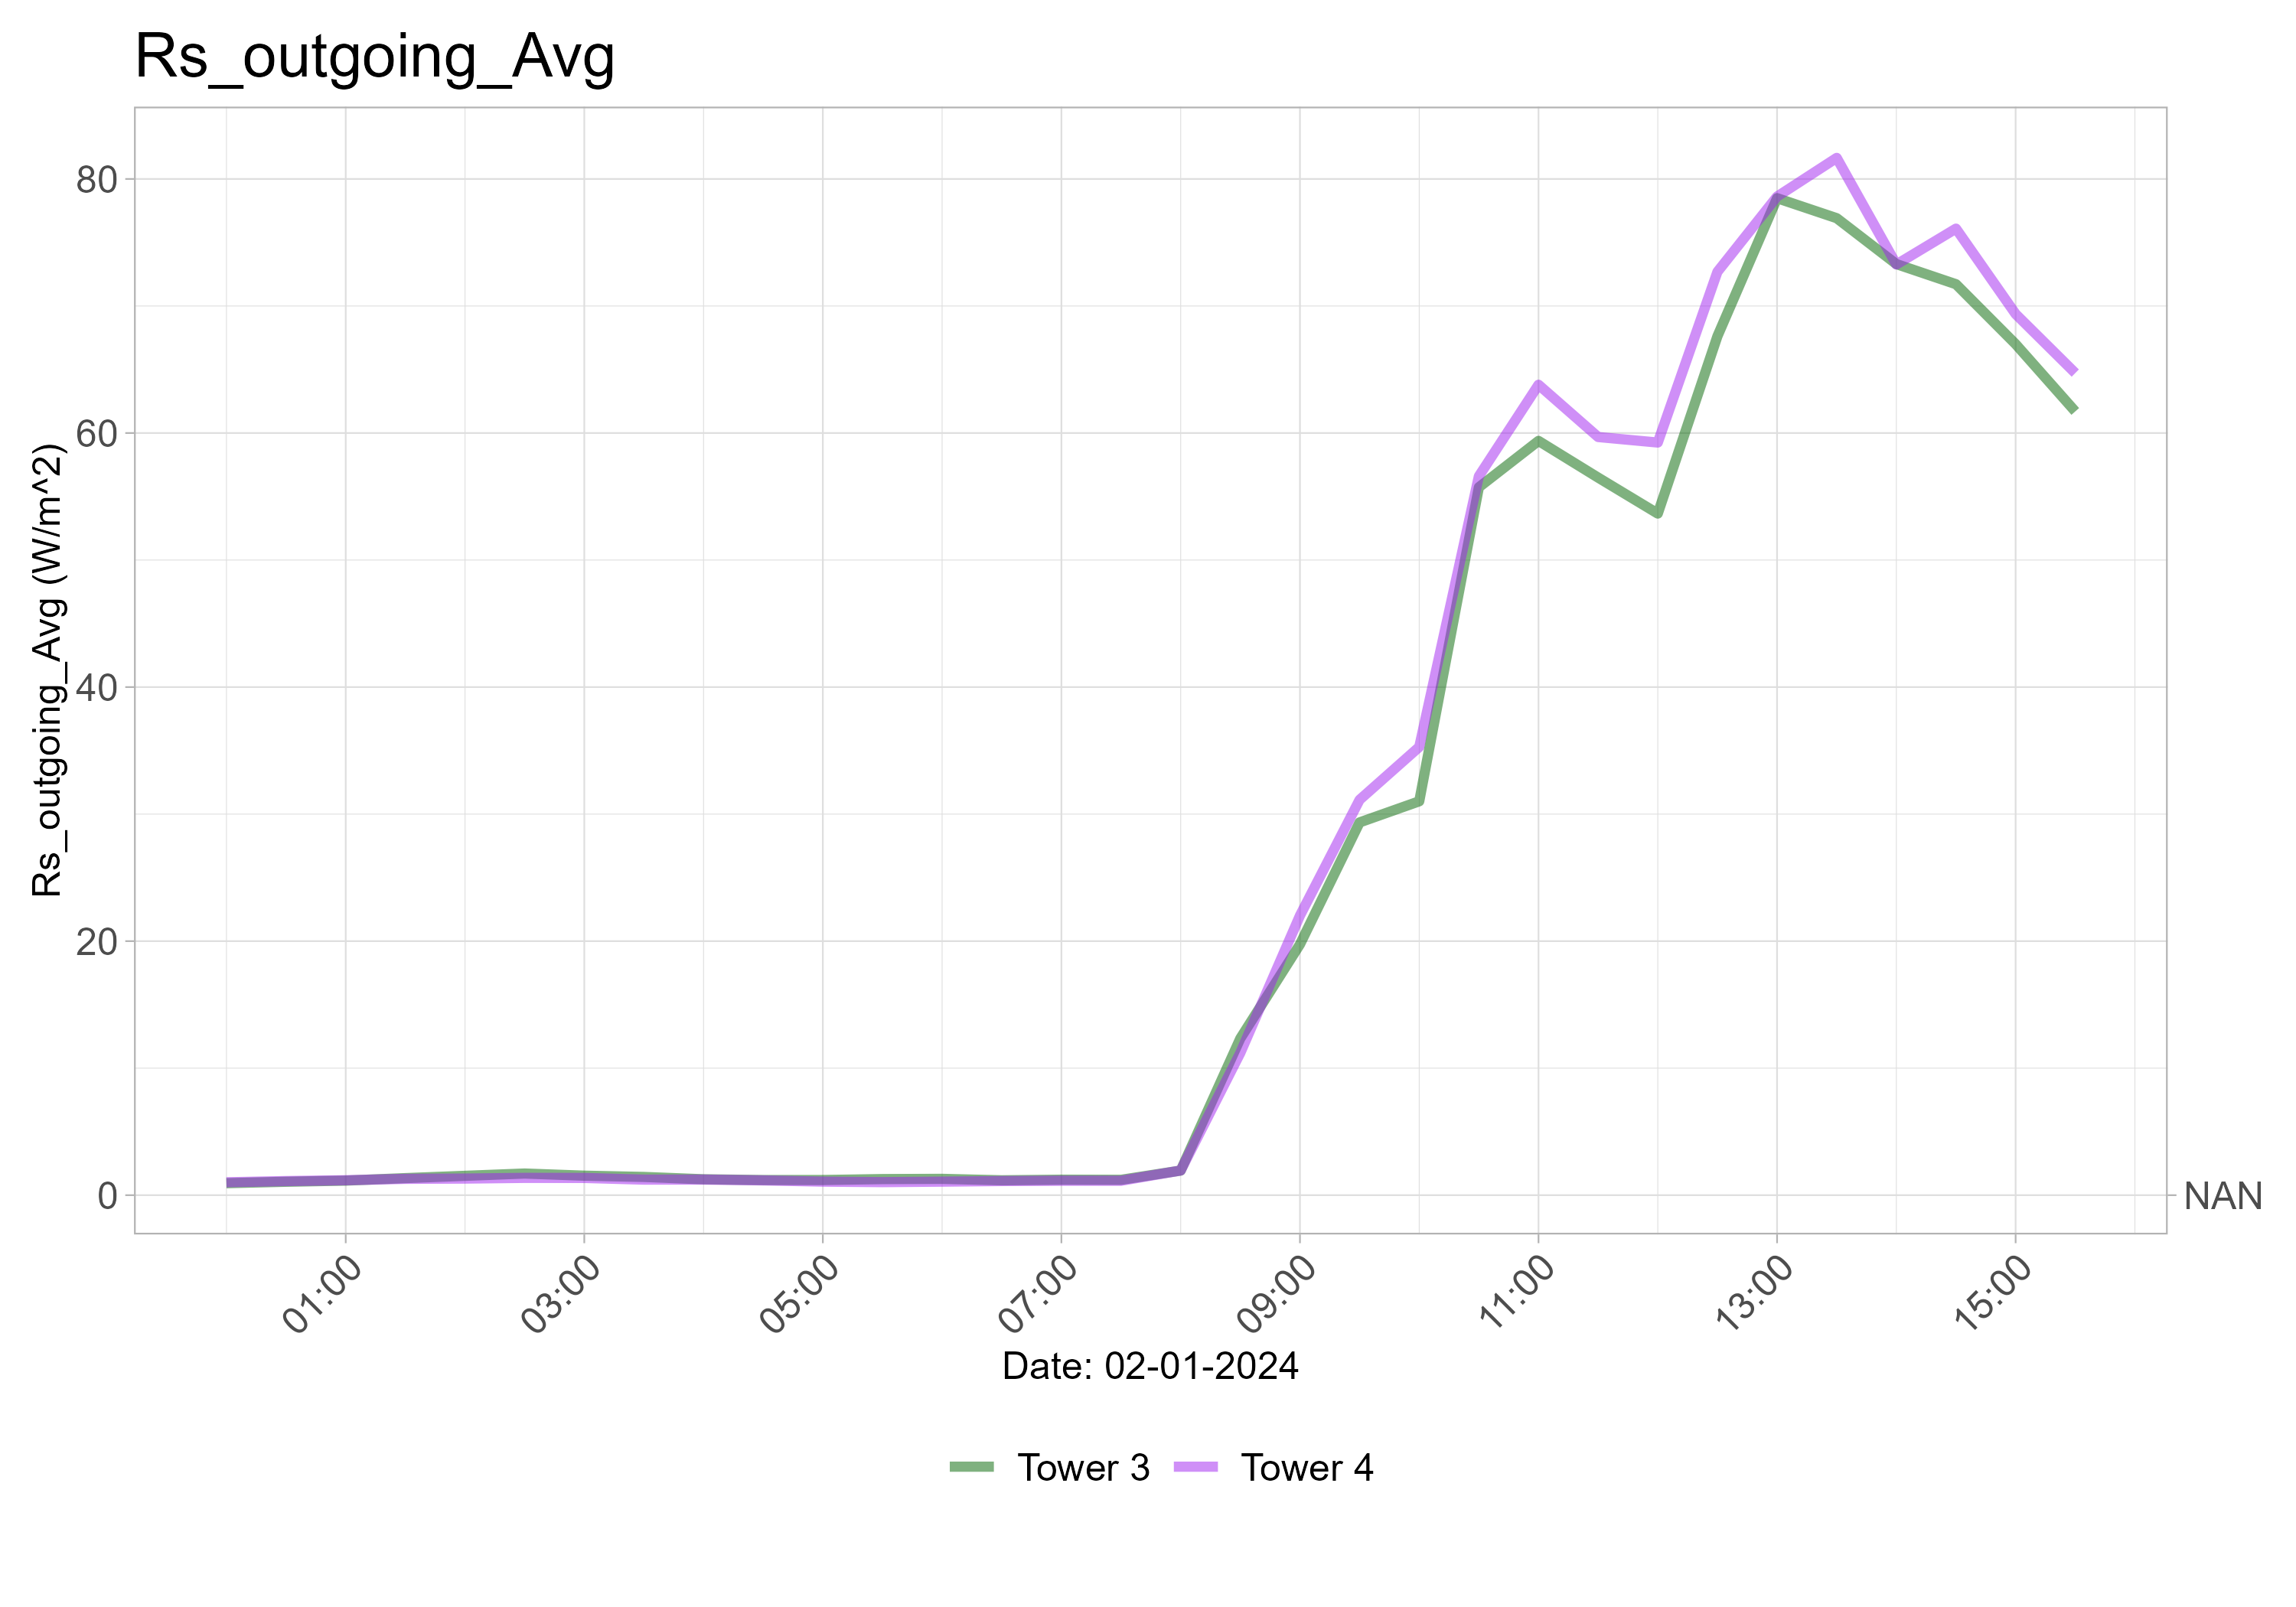 Rs_outgoing_Avg
Rs_outgoing_Avg (W/m^2)
80
60
40
20
0
NAN
01:00
03:00
05:00
07:00
09:00
11:00
13:00
15:00
Date: 02-01-2024
Tower 3
Tower 4